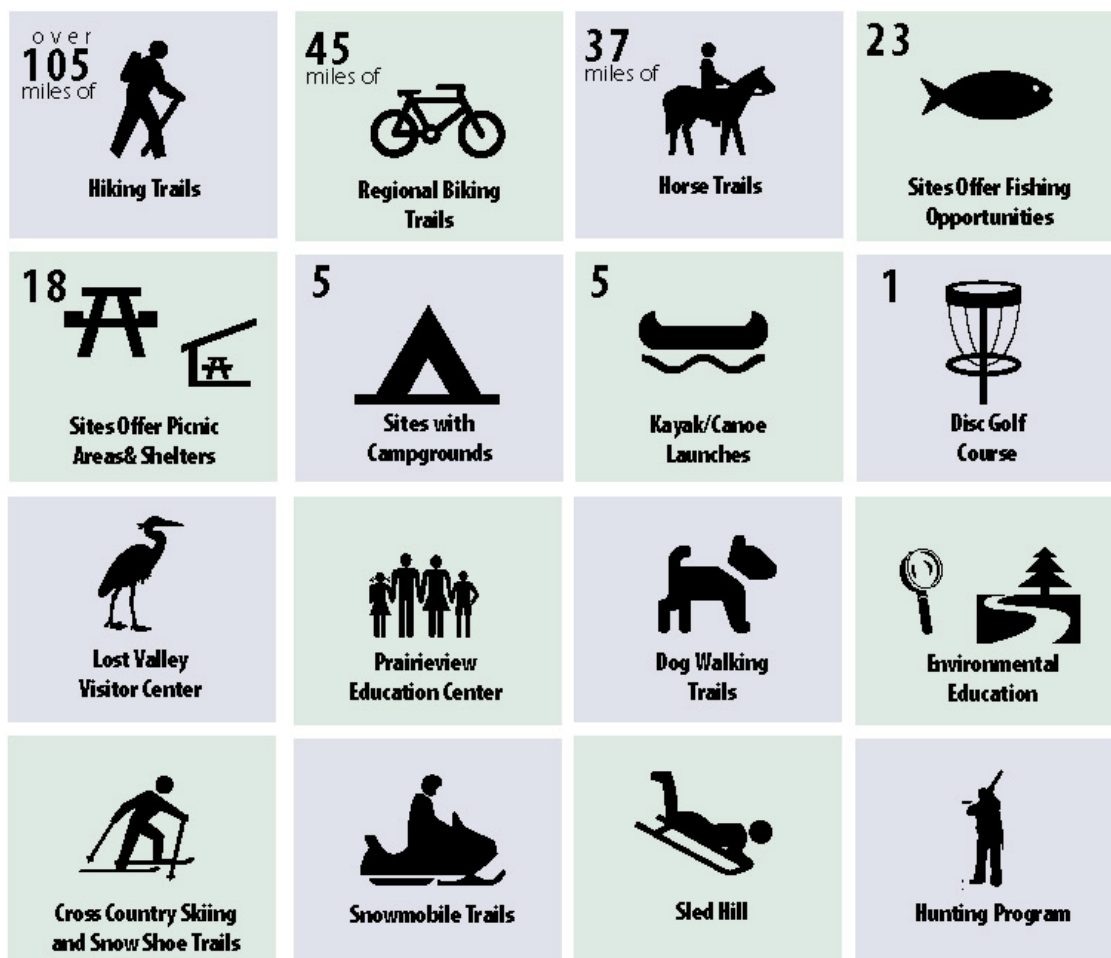 over
105
miles of
Hiking Trails
45
miles of
Regional Biking
Trails
37
miles of
Horse Trails
23
Sites Offer Fishing
Opportunities
18
Sites Offer Picnic
Areas& Shelters
5
Sites with
Campgrounds
5
Kayak/Canoe
Launches
1
Disc Golf
Course
Lost Valley
Visitor Center
Prairieview
Education Center
Dog Walking
Trails
Environmental
Education
Cross Country Skiing
and Snow Shoe Trails
Snowmobile Trails
Sled Hill
Hunting Program